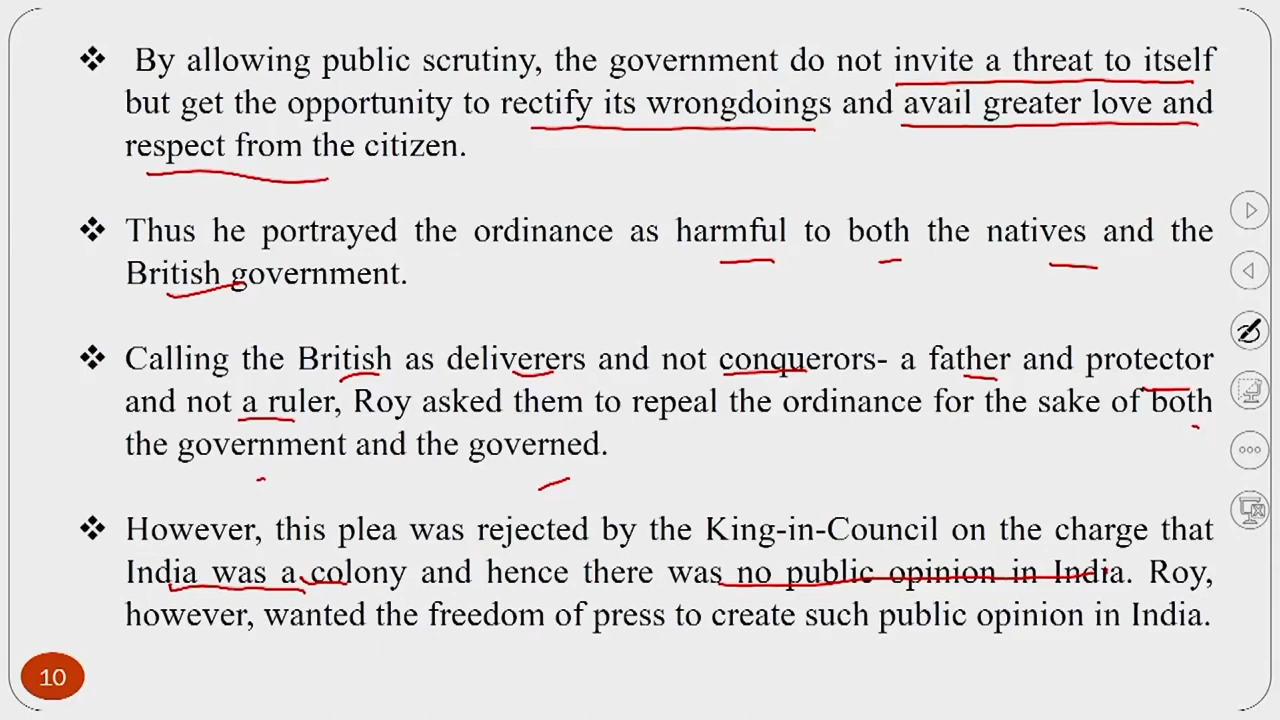 ❖ By allowing public scrutiny, the government do not invite a threat to itself
but get the opportunity to rectify its wrongdoings and avail greater love and
respect from the citizen.
❖ Thus he portrayed the ordinance as harmful to both the natives and the
British government.
❖ Calling the British as deliverers and not conquerors- a father and protector
and not a ruler, Roy asked them to repeal the ordinance for the sake of both
the government and the governed.
❖ However, this plea was rejected by the King-in-Council on the charge that
India was a colony and hence there was no public opinion in India. Roy,
however, wanted the freedom of press to create such public opinion in India.
10